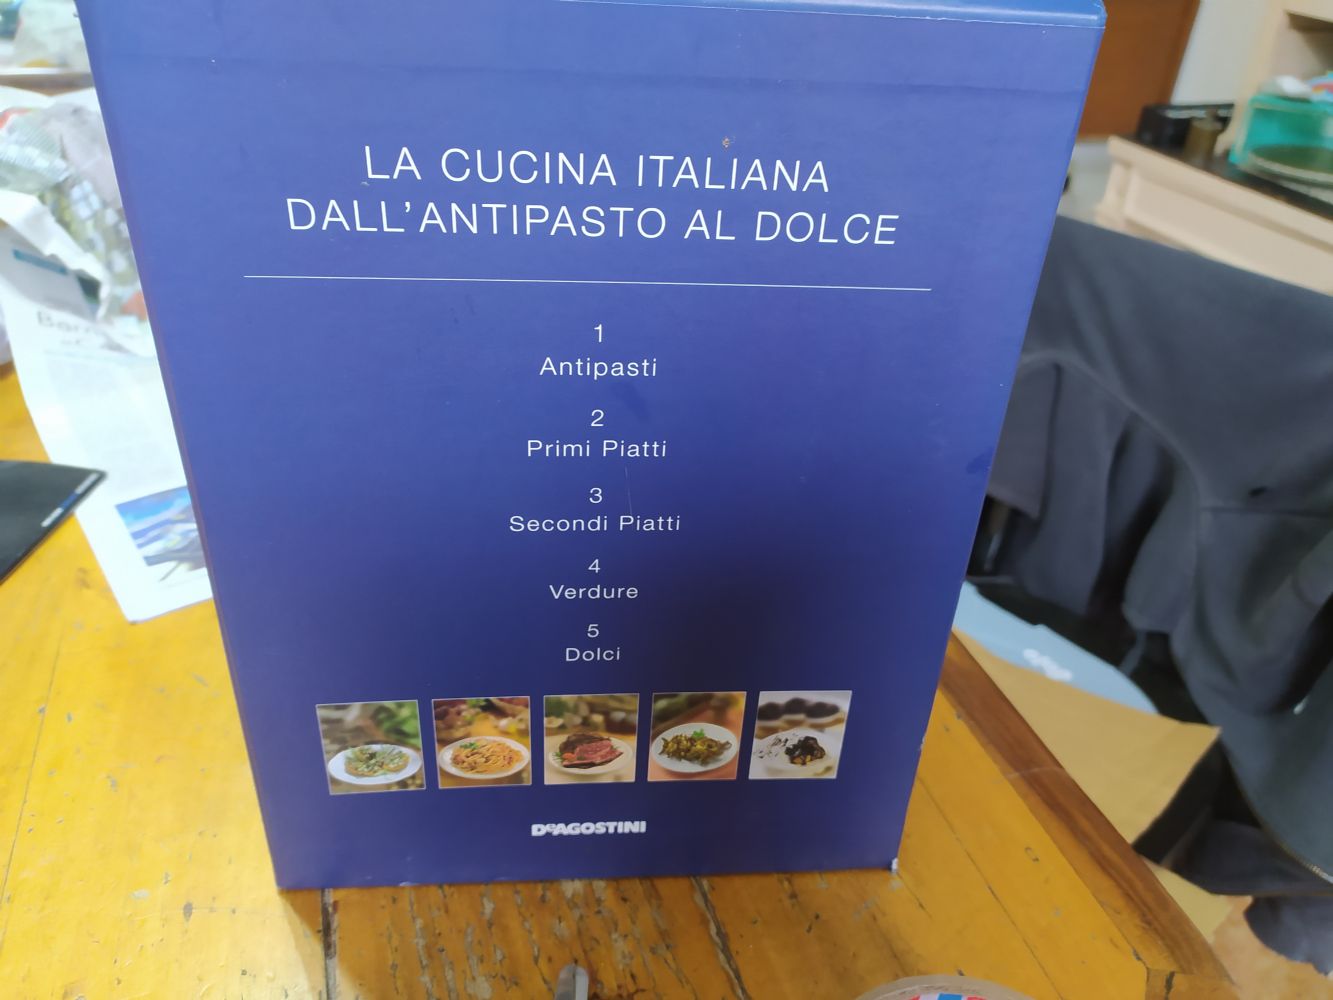 LA CUCINA ITALIANA
DALL'ANTIPASTO AL DOLCE
1
Antipasti
2
Primi Piatti
3
Secondi Piatti
4
Verdure
5
Dolci
DeAGOSTINI